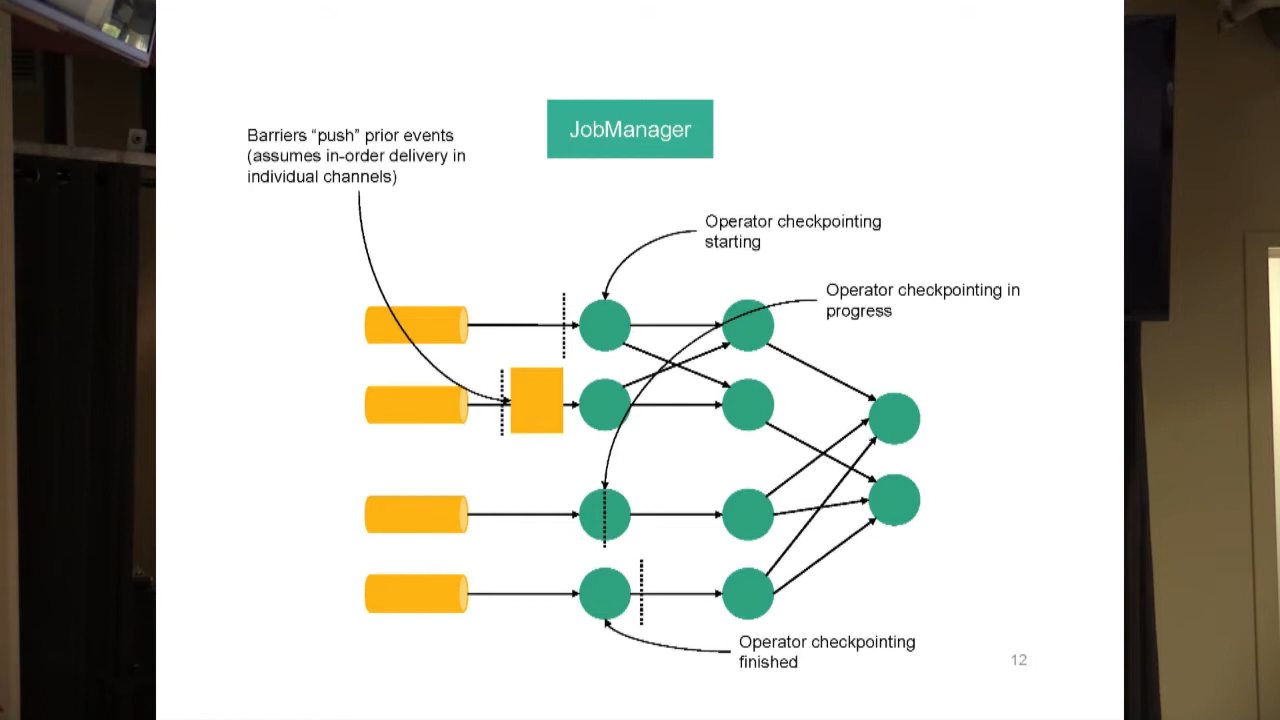 JobManager
Barriers “push” prior events
(assumes in-order delivery in
individual channels)
Operator checkpointing
starting
Operator checkpointing in
progress
Operator checkpointing
finished
12